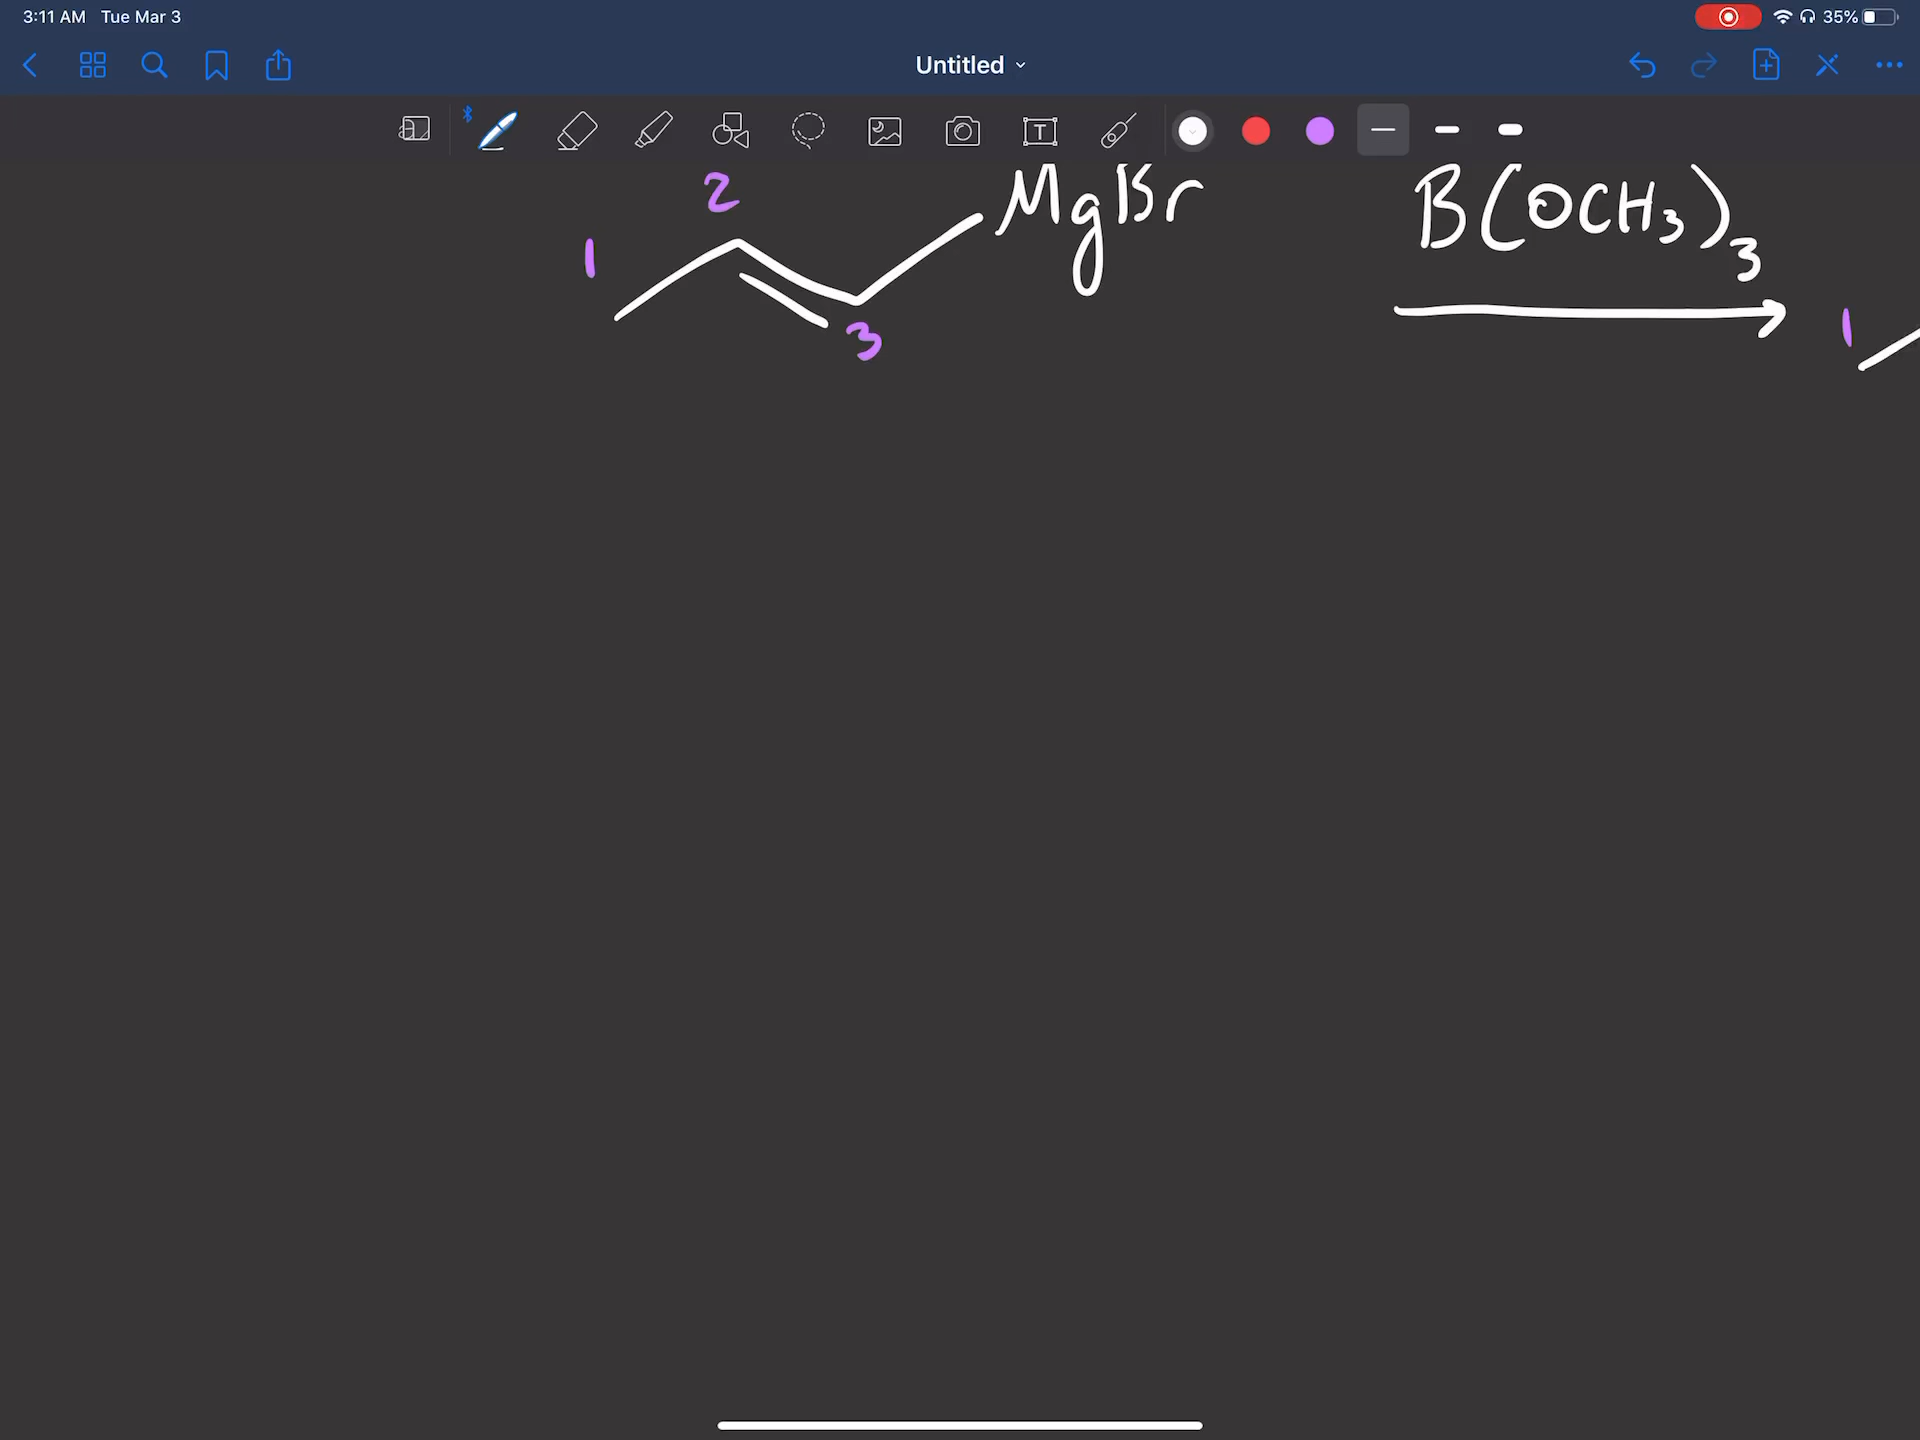 3:11 AM Tue Mar 3
35%
Untitled
T
2
MgBr
B(OCH₃)₃
1
3
1